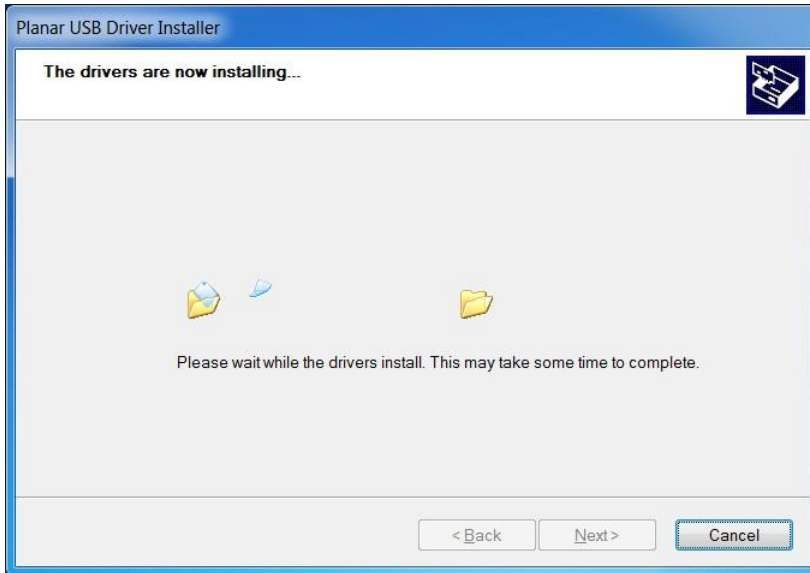 Planar USB Driver Installer
The drivers are now installing...
Please wait while the drivers install. This may take some time to complete.
< Back
Next >
Cancel